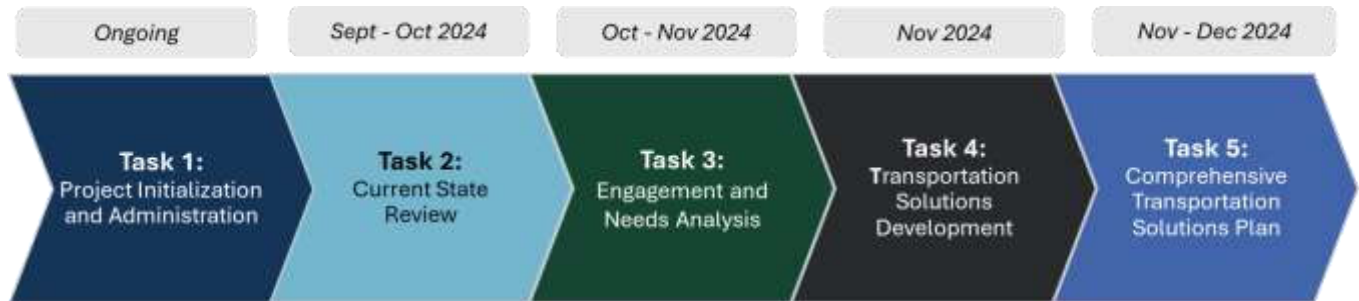 Ongoing
Sept - Oct 2024
Oct - Nov 2024
Nov 2024
Nov - Dec 2024
Task 1:
Project Initialization
and Administration
Task 2:
Current State
Review
Task 3:
Engagement and
Needs Analysis
Task 4:
Transportation
Solutions
Development
Task 5:
Comprehensive
Transportation
Solutions Plan